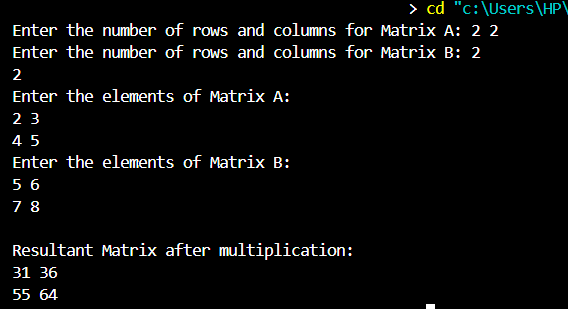 > cd "c:\Users\HP\
Enter the number of rows and columns for Matrix A: 2 2
Enter the number of rows and columns for Matrix B: 2
2
Enter the elements of Matrix A:
2 3
4 5
Enter the elements of Matrix B:
5 6
7 8
Resultant Matrix after multiplication:
31 36
55 64